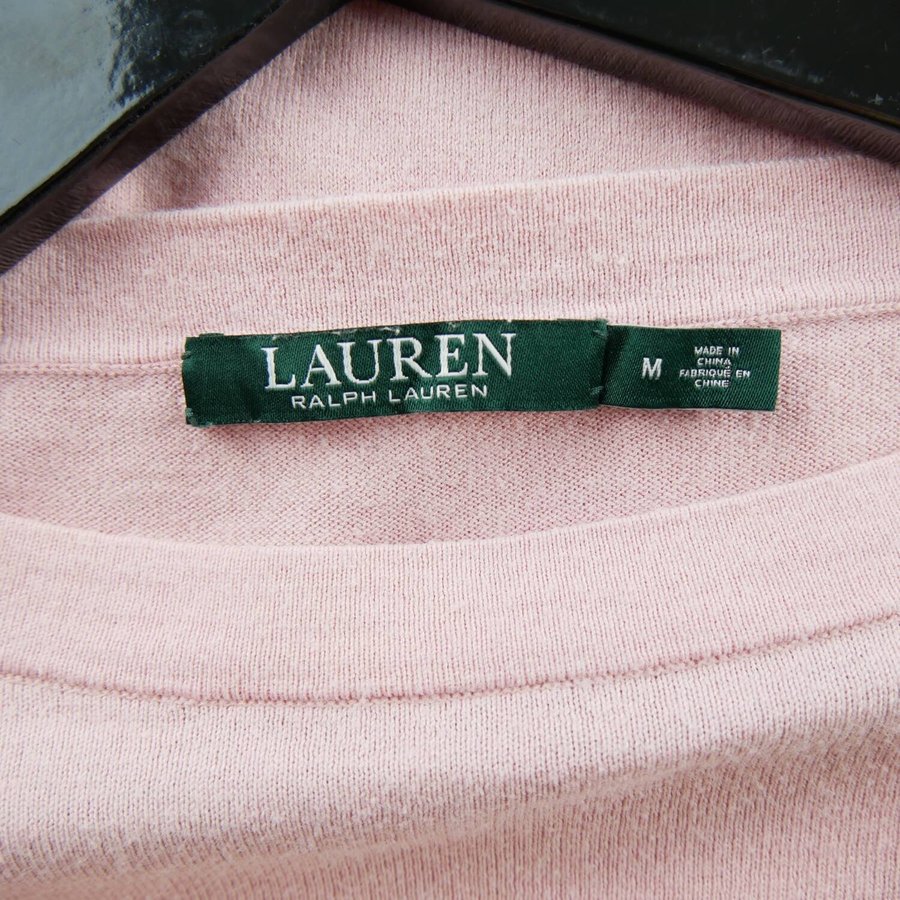 LAUREN
RALPH LAUREN
M
MADE IN
CHINA
FABRIQUÉ EN
CHINE